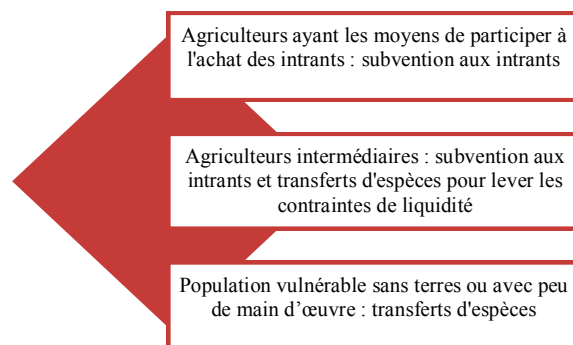 Agriculteurs ayant les moyens de participer à
l'achat des intrants : subvention aux intrants
Agriculteurs intermédiaires : subvention aux
intrants et transferts d'espèces pour lever les
contraintes de liquidité
Population vulnérable sans terres ou avec peu
de main d’œuvre : transferts d'espèces